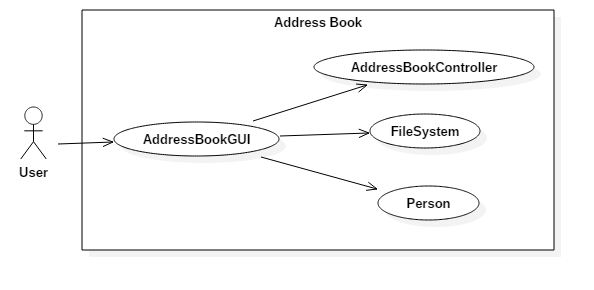 Address Book
AddressBookController
FileSystem
AddressBookGUI
User
Person